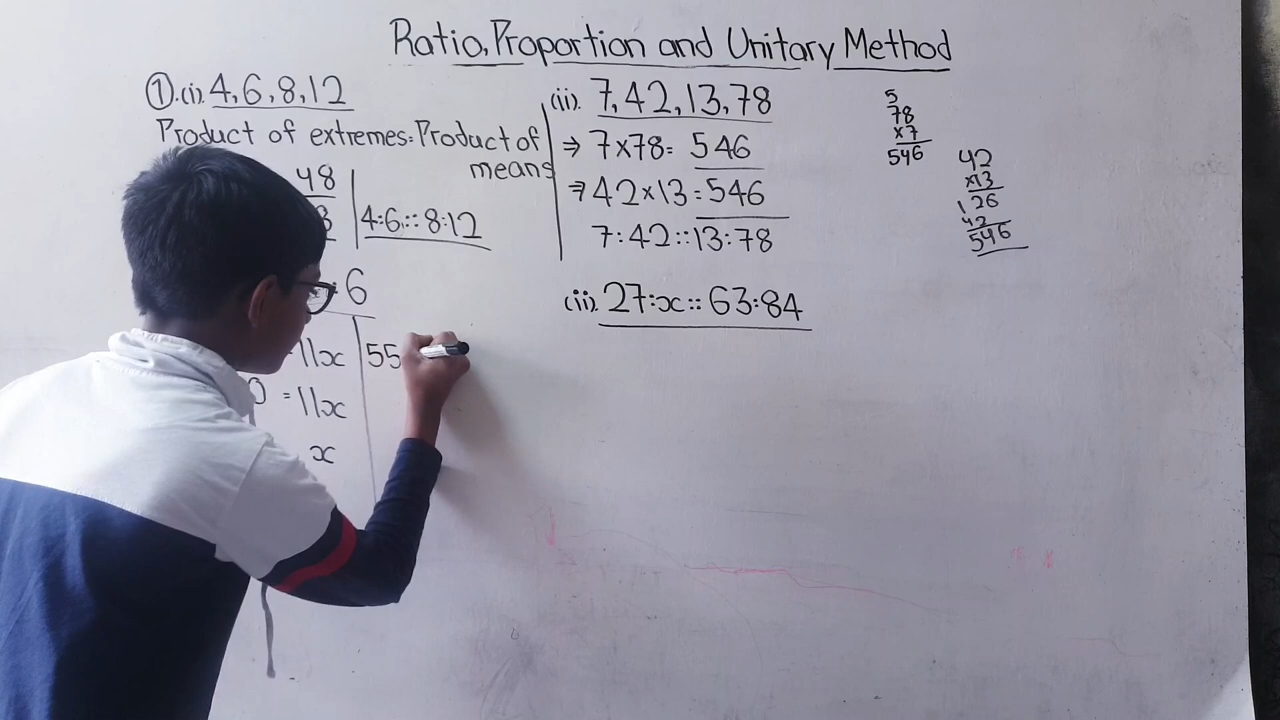 Ratio, Proportion and Unitary Method
①.(i). 4, 6, 8, 12
Product of extremes = Product of
means
48
4:6 :: 8:12
6
11x
55
= 11x
x
(ii). 7, 42, 13, 78
⇒ 7×78 = 546
⇒ 42×13 = 546
7:42 :: 13:78
(ii). 27:x :: 63:84
5
78
×7
546
42
×13
1 26
42
546